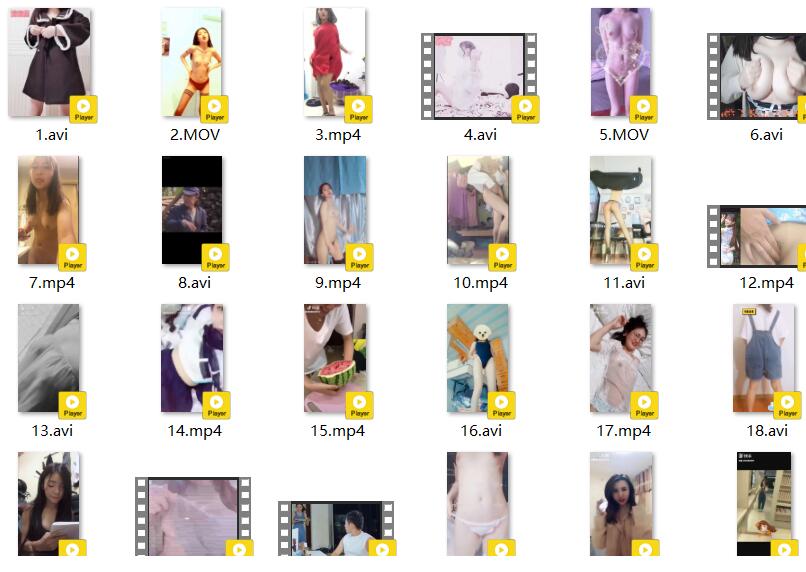 Player
Player
Player
Player
Player
1.avi
2.MOV
3.mp4
4.avi
5.MOV
6.avi
Player
Player
Player
Player
Player
7.mp4
8.avi
9.mp4
10.mp4
11.avi
12.mp4
Player
Player
Player
Player
Player
Player
13.avi
14.mp4
15.mp4
16.avi
17.mp4
18.avi